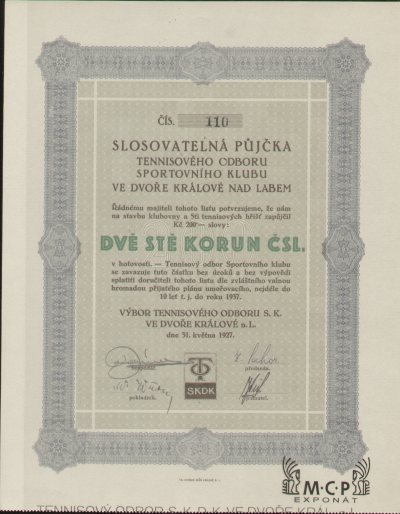 ČÍS. 110
SLOSOVATELNÁ PŮJČKA
TENNISOVÉHO ODBORU
SPORTOVNÍHO KLUBU
VE DVOŘE KRÁLOVÉ NAD LABEM
Řádnému majiteli tohoto listu potvrzujeme, že nám
na stavbu klubovny a 5ti tennisových hřišť zapůjčil
Kč 200·— slovy:
DVĚ STĚ KORUN ČSL.
v hotovosti. — Tennisový odbor Sportovního klubu
se zavazuje tuto částku bez úroků a bez výpovědi
splatiti doručiteli tohoto listu dle zvláštního valnou
hromadou přijatého plánu umořovacího, nejdéle do
10 let t. j. do roku 1937.
VÝBOR TENNISOVÉHO ODBORU S. K.
VE DVOŘE KRÁLOVÉ n. L.
dne 31. května 1927.
předseda.
SKDK
pokladník.
M·C·P
EXPONÁT
TENNISOVÝ ODBOR S. K. D. K. VE DVOŘE KRÁL